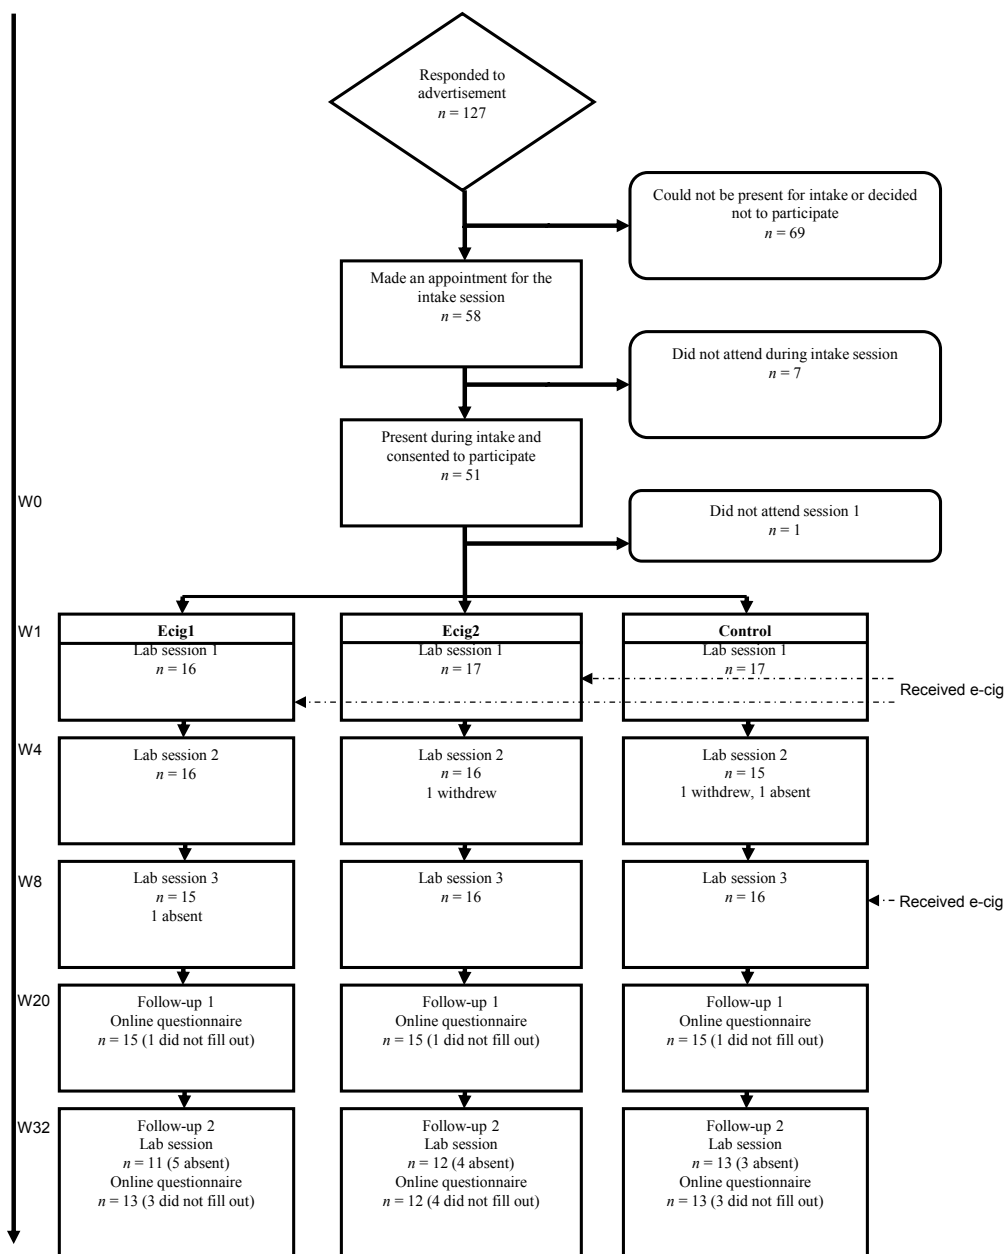 Responded to
advertisement
n = 127
Could not be present for intake or decided
not to participate
n = 69
Made an appointment for the
intake session
n = 58
Did not attend during intake session
n = 7
Present during intake and
consented to participate
n = 51
W0
Did not attend session 1
n = 1
W1
Ecig1
Lab session 1
n = 16
Ecig2
Lab session 1
n = 17
Control
Lab session 1
n = 17
Received e-cig
W4
Lab session 2
n = 16
Lab session 2
n = 16
1 withdrew
Lab session 2
n = 15
1 withdrew, 1 absent
W8
Lab session 3
n = 15
1 absent
Lab session 3
n = 16
Lab session 3
n = 16
Received e-cig
W20
Follow-up 1
Online questionnaire
n = 15 (1 did not fill out)
Follow-up 1
Online questionnaire
n = 15 (1 did not fill out)
Follow-up 1
Online questionnaire
n = 15 (1 did not fill out)
W32
Follow-up 2
Lab session
n = 11 (5 absent)
Online questionnaire
n = 13 (3 did not fill out)
Follow-up 2
Lab session
n = 12 (4 absent)
Online questionnaire
n = 12 (4 did not fill out)
Follow-up 2
Lab session
n = 13 (3 absent)
Online questionnaire
n = 13 (3 did not fill out)